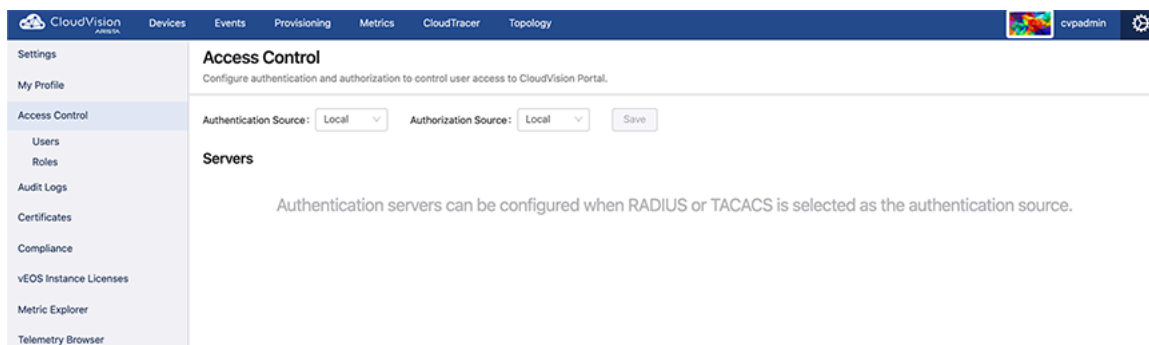 CloudVision
ARISTA
Devices Events Provisioning Metrics CloudTracer Topology cvpadmin
Settings
My Profile
Access Control
Users
Roles
Audit Logs
Certificates
Compliance
vEOS Instance Licenses
Metric Explorer
Telemetry Browser
Access Control
Configure authentication and authorization to control user access to CloudVision Portal.
Authentication Source: Local Authorization Source: Local Save
Servers
Authentication servers can be configured when RADIUS or TACACS is selected as the authentication source.